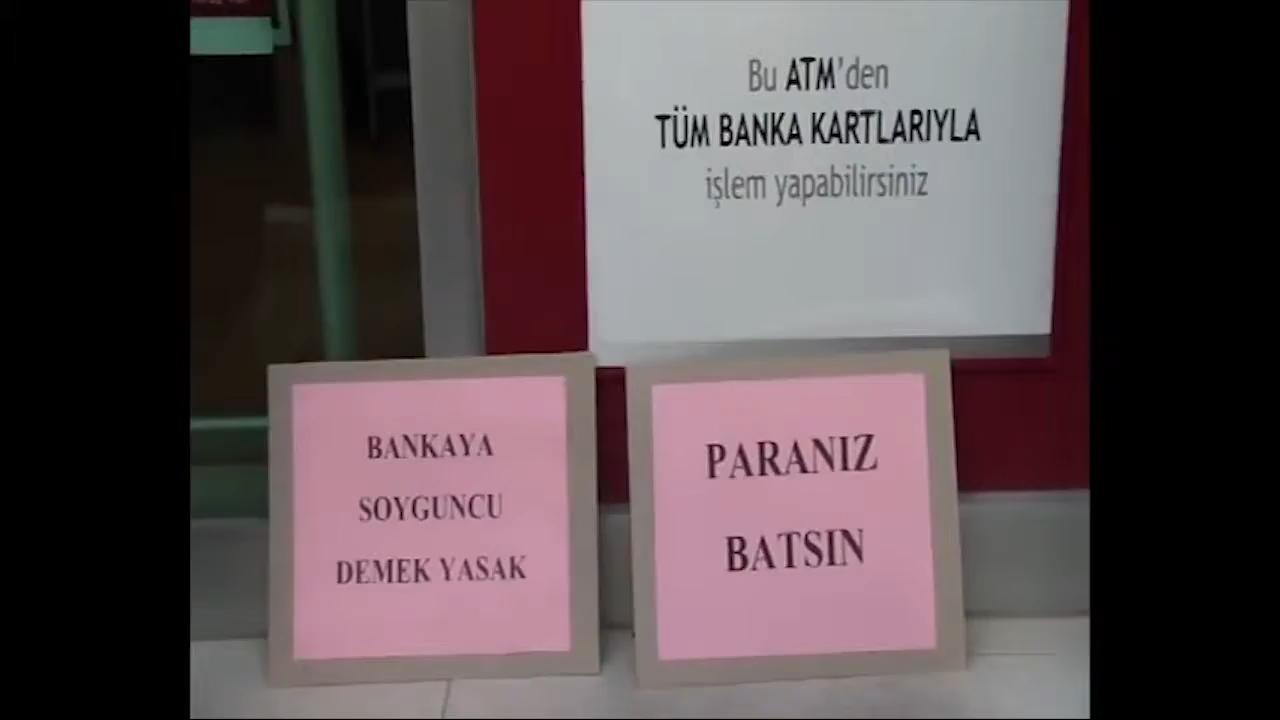 Bu ATM'den
TÜM BANKA KARTLARIYLA
işlem yapabilirsiniz
BANKAYA
SOYGUNCU
DEMEK YASAK
PARANIZ
BATSIN